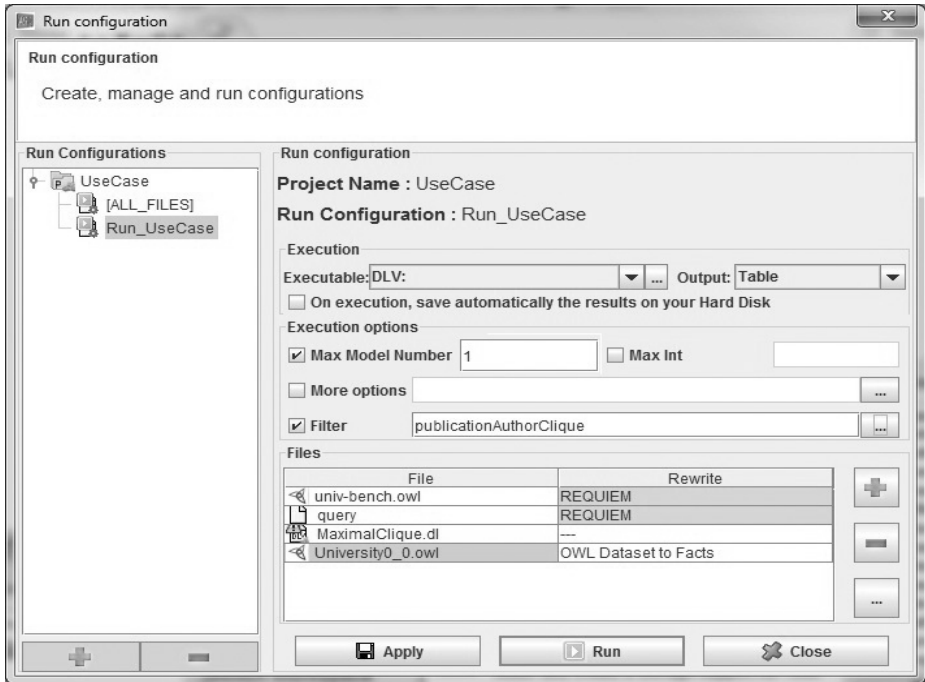 Run configuration
Run configuration
Create, manage and run configurations
Run Configurations
UseCase
[ALL_FILES]
Run_UseCase
Run configuration
Project Name : UseCase
Run Configuration : Run_UseCase
Execution
Executable: DLV: ... Output: Table
On execution, save automatically the results on your Hard Disk
Execution options
Max Model Number 1 Max Int
More options ...
Filter publicationAuthorClique ...
Files
File Rewrite
univ-bench.owl REQUIEM
query REQUIEM
MaximalClique.dl ---
University0_0.owl OWL Dataset to Facts
...
Apply Run Close